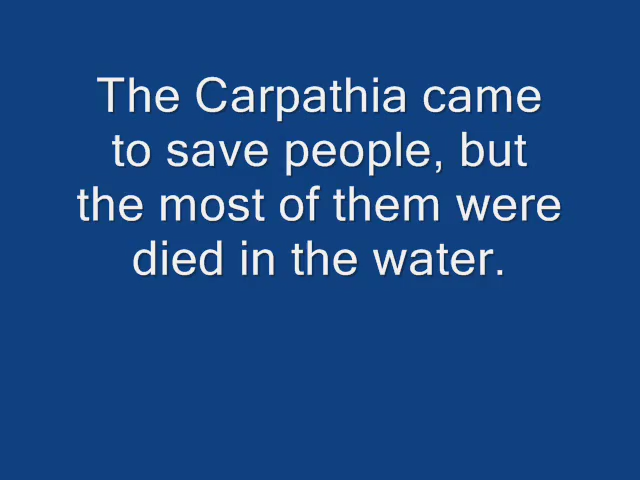 The Carpathia came
to save people, but
the most of them were
died in the water.